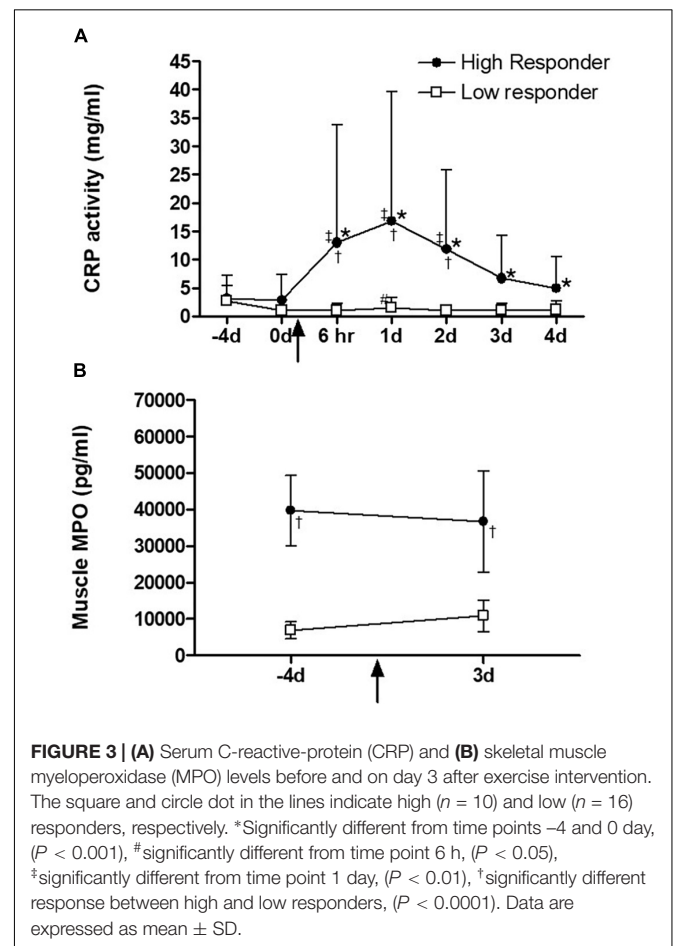 A
CRP activity (mg/ml)
45
40
35
30
25
20
15
10
5
0
High Responder
Low responder
‡ * †
‡ * †
‡ * †
*
*
#
-4d 0d 6 hr 1d 2d 3d 4d
B
Muscle MPO (pg/ml)
70000
60000
50000
40000
30000
20000
10000
0
†
†
-4d 3d
FIGURE 3 | (A) Serum C-reactive-protein (CRP) and (B) skeletal muscle
myeloperoxidase (MPO) levels before and on day 3 after exercise intervention.
The square and circle dot in the lines indicate high (n = 10) and low (n = 16)
responders, respectively. *Significantly different from time points –4 and 0 day,
(P < 0.001), #significantly different from time point 6 h, (P < 0.05),
‡significantly different from time point 1 day, (P < 0.01), †significantly different
response between high and low responders, (P < 0.0001). Data are
expressed as mean ± SD.